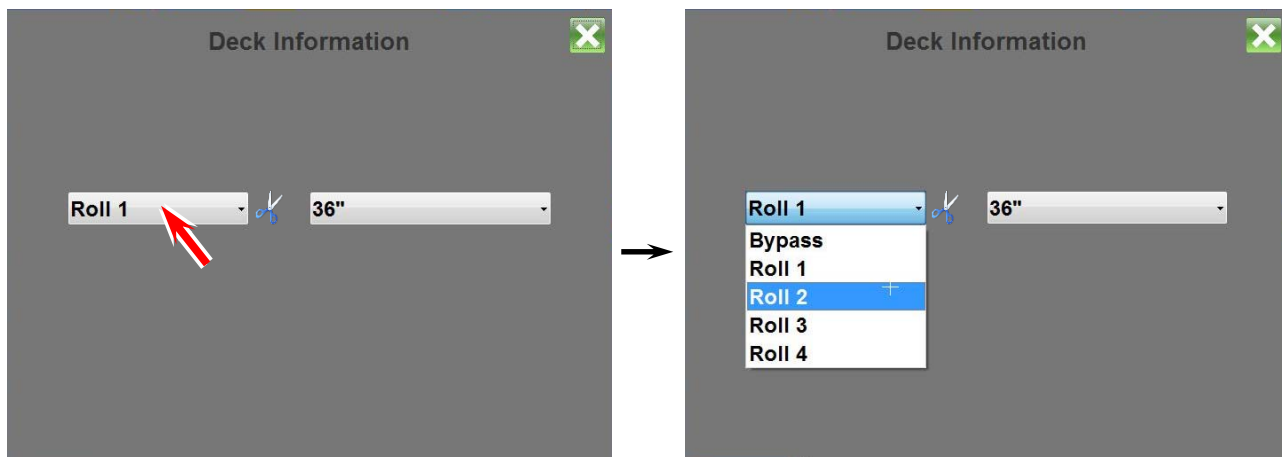 Deck Information
Roll 1
36"
Deck Information
Roll 1
36"
Bypass
Roll 1
Roll 2
Roll 3
Roll 4